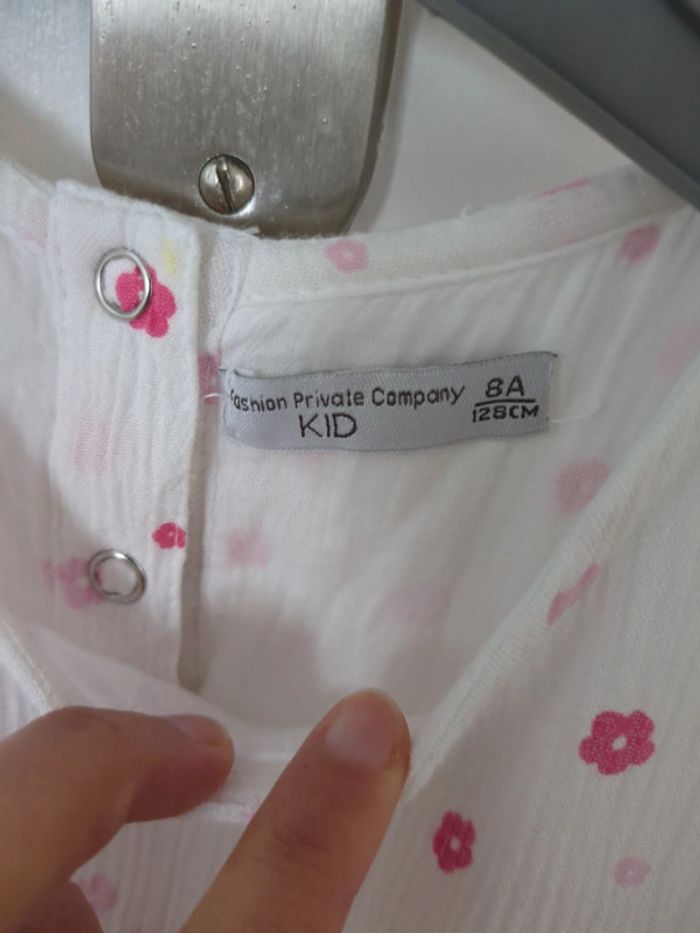 Fashion Private Company
KID
8A
128CM